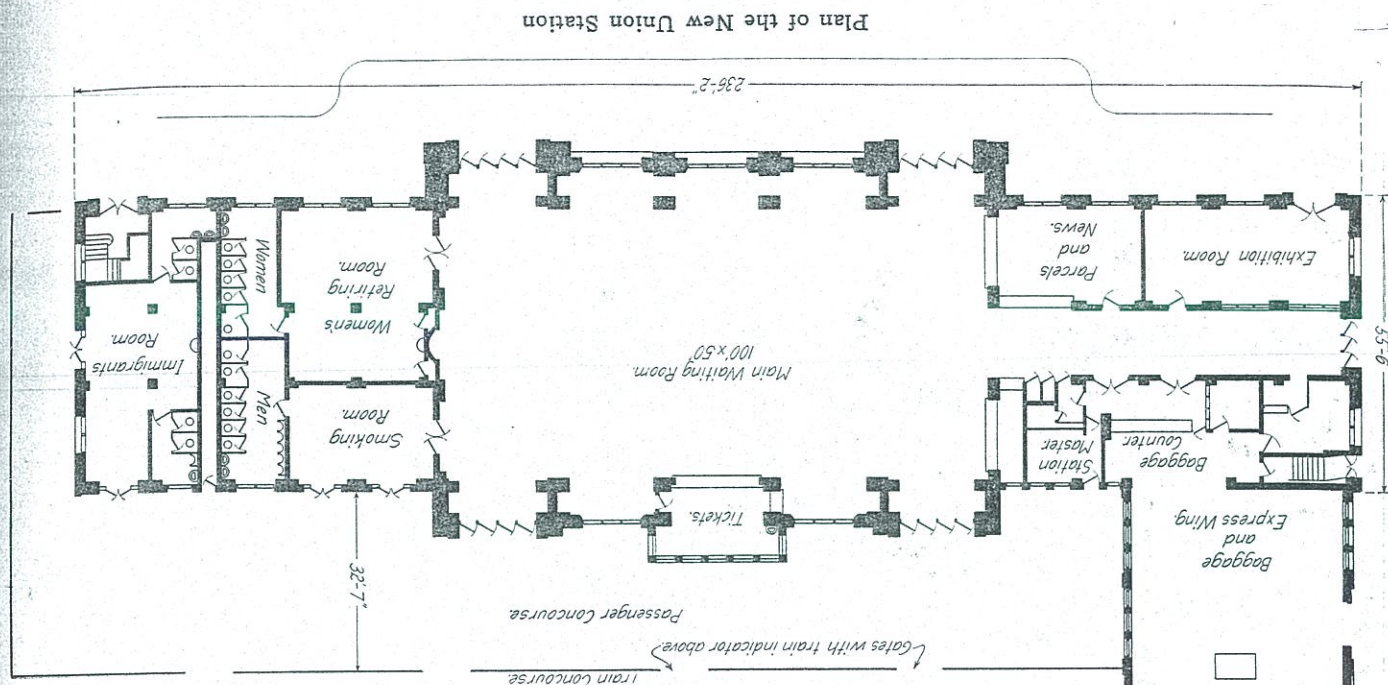 Train Concourse.
Gates with train indicator above.
Passenger Concourse.
Baggage
and
Express Wing.
Tickets.
32'-7"
Baggage
Counter
Station
Master
Smoking
Room.
Men
55'-6"
Main Waiting Room.
100'x50'
Immigrants
Room.
Exhibition Room.
Parcels
and
News.
Women's
Retiring
Room.
Women
236'-2"
Plan of the New Union Station